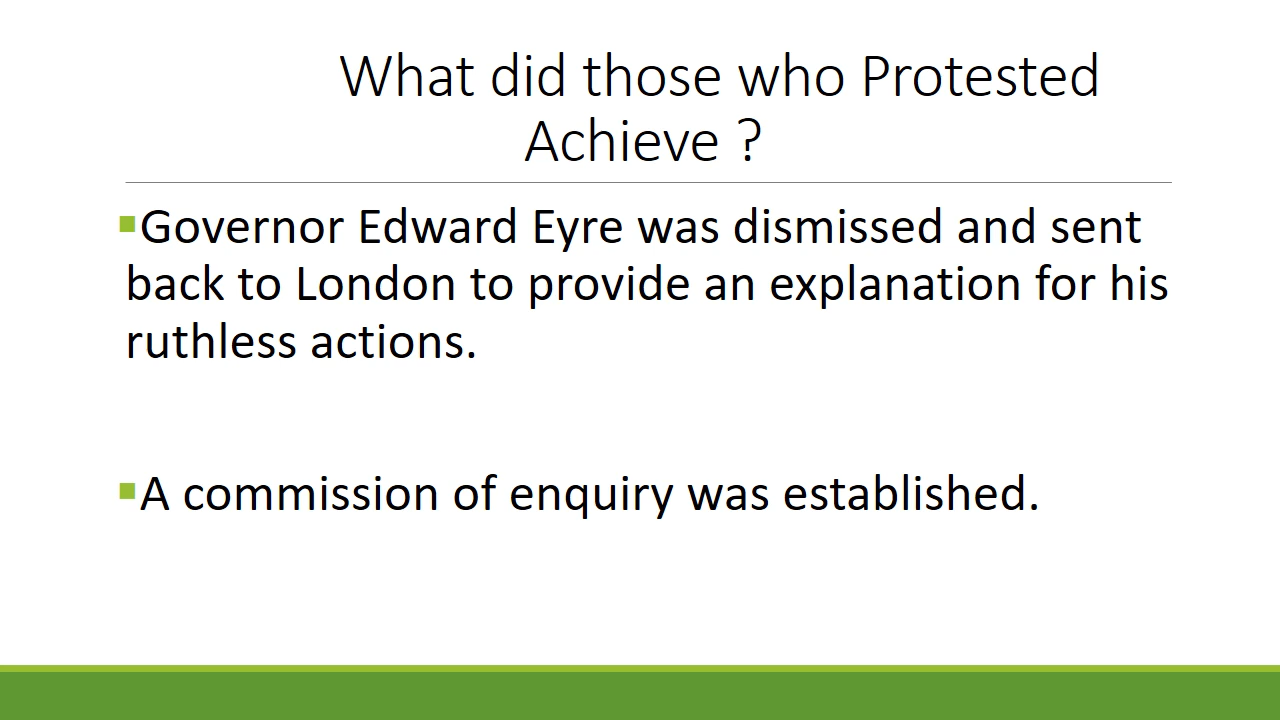 What did those who Protested
Achieve ?
▪Governor Edward Eyre was dismissed and sent
back to London to provide an explanation for his
ruthless actions.
▪A commission of enquiry was established.